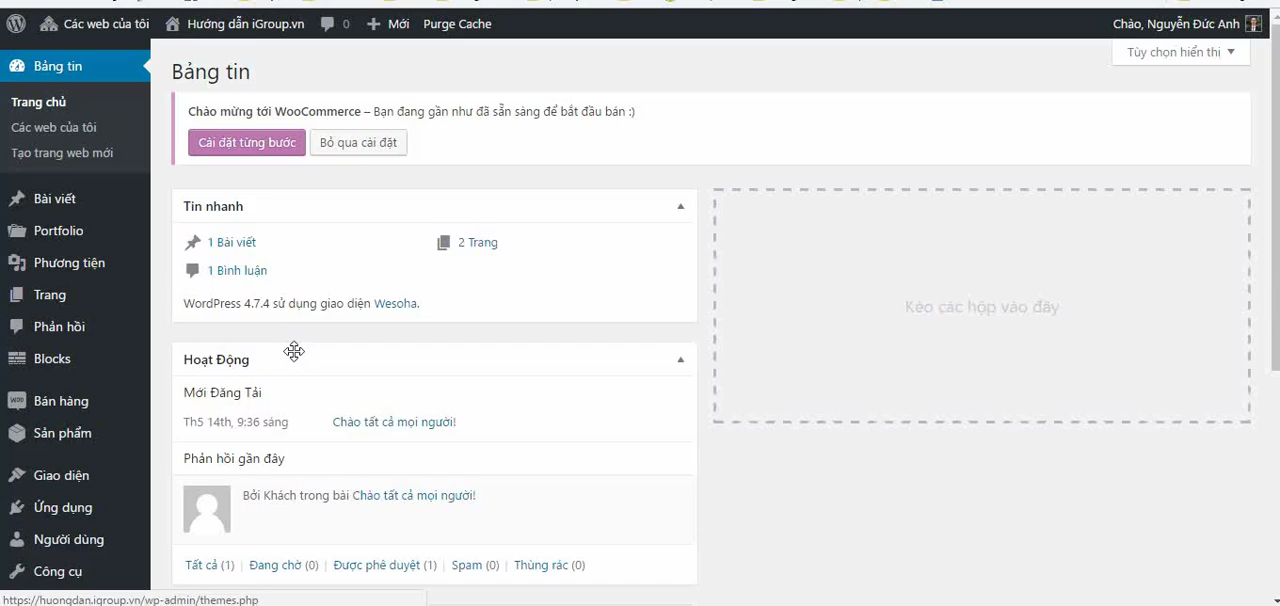 Các web của tôi
Hướng dẫn iGroup.vn
0
Mới
Purge Cache
Chào, Nguyễn Đức Anh
Tùy chọn hiển thị
Bảng tin
Trang chủ
Các web của tôi
Tạo trang web mới
Bài viết
Portfolio
Phương tiện
Trang
Phản hồi
Blocks
Bán hàng
Sản phẩm
Giao diện
Ứng dụng
Người dùng
Công cụ
Bảng tin
Chào mừng tới WooCommerce – Bạn đang gần như đã sẵn sàng để bắt đầu bán :)
Cài đặt từng bước
Bỏ qua cài đặt
Tin nhanh
1 Bài viết
2 Trang
1 Bình luận
WordPress 4.7.4 sử dụng giao diện Wesoha.
Hoạt Động
Mới Đăng Tải
Th5 14th, 9:36 sáng
Chào tất cả mọi người!
Phản hồi gần đây
Bởi Khách trong bài Chào tất cả mọi người!
Tất cả (1) | Đang chờ (0) | Được phê duyệt (1) | Spam (0) | Thùng rác (0)
Kéo các hộp vào đây
https://huongdan.igroup.vn/wp-admin/themes.php